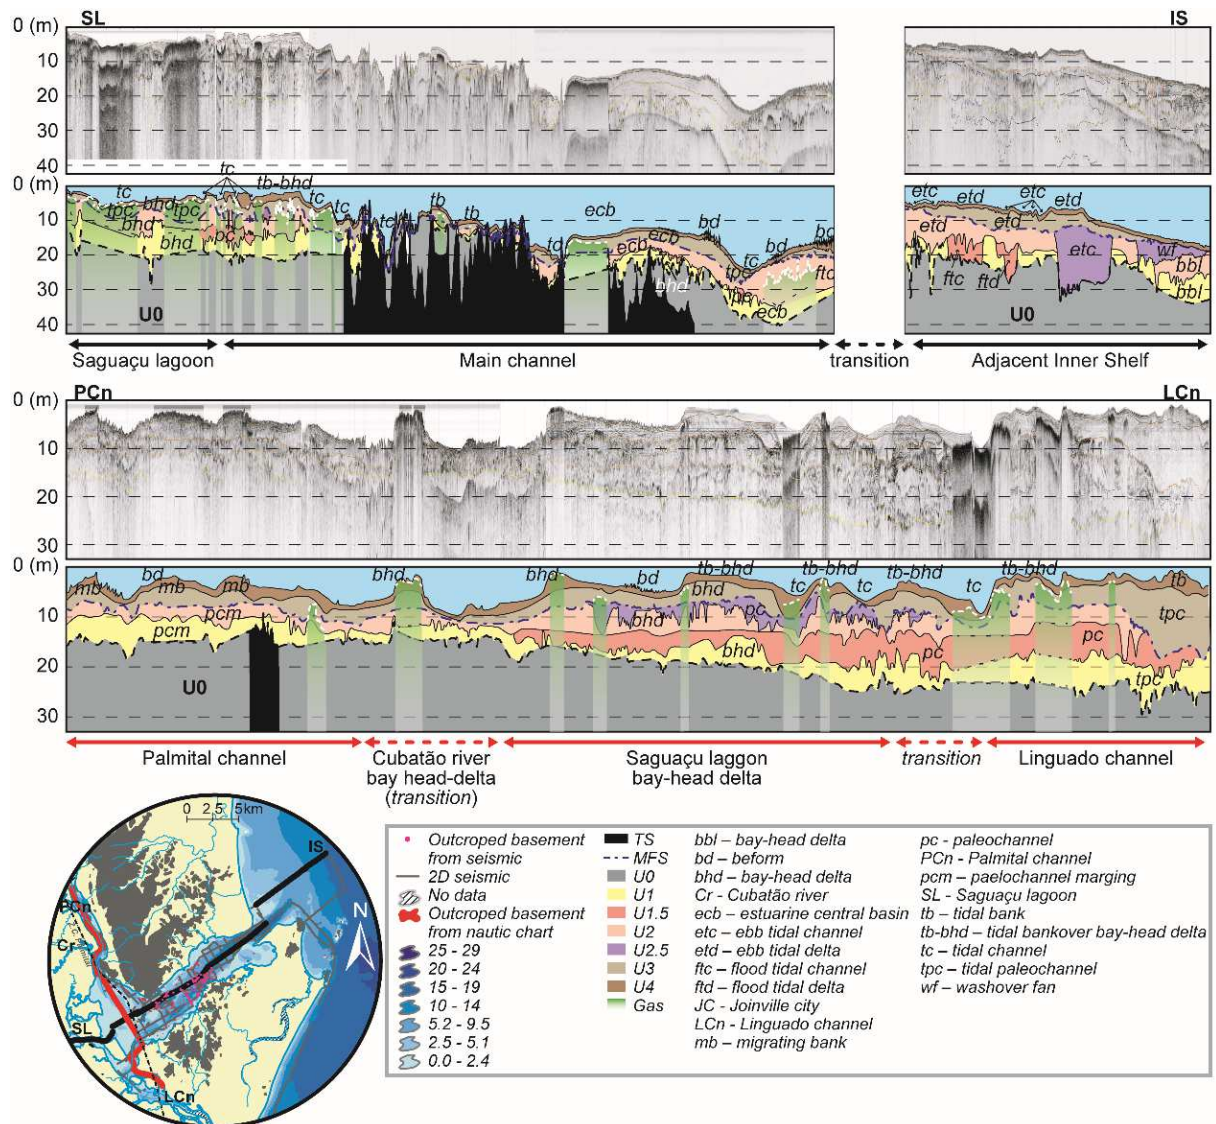 0 (m) SL IS
10
20
30
40
0 (m) tc tc tb-bhd etc etd etc etd
tpc bhd tpc tc tc tb tb ecb bd
10 bhd pc tc ecb ecb bd bd etd etd etc wf
20 bhd tc tc bbl
30 bhd tpc ecb ftd ftc ftd bbl
40 U0 U0
Saguaçu lagoon Main channel transition Adjacent Inner Shelf
0 (m) PCn LCn
10
20
30
0 (m) mb bd mb mb bhd bhd bd tb-bhd bhd tc tb-bhd tc tb-bhd tc tb-bhd tb
10 pcm bhd pc tpc
20 pcm bhd pc pc tpc
30 U0
Palmital channel Cubatão river Saguaçu laggon transition Linguado channel
bay head-delta bay-head delta
(transition)
0 2.5 5km
IS
N
PCn
Cr
SL
LCn
Outcroped basement
from seismic
2D seismic
No data
Outcroped basement
from nautic chart
25 - 29
20 - 24
15 - 19
10 - 14
5.2 - 9.5
2.5 - 5.1
0.0 - 2.4
TS
MFS
U0
U1
U1.5
U2
U2.5
U3
U4
Gas
bbl – bay-head delta
bd – beform
bhd – bay-head delta
Cr - Cubatão river
ecb – estuarine central basin
etc – ebb tidal channel
etd – ebb tidal delta
ftc – flood tidal channel
ftd – flood tidal delta
JC - Joinville city
LCn - Linguado channel
mb – migrating bank
pc - paleochannel
PCn - Palmital channel
pcm – paelochannel marging
SL - Saguaçu lagoon
tb - tidal bank
tb-bhd – tidal bankover bay-head delta
tc – tidal channel
tpc – tidal paleochannel
wf – washover fan